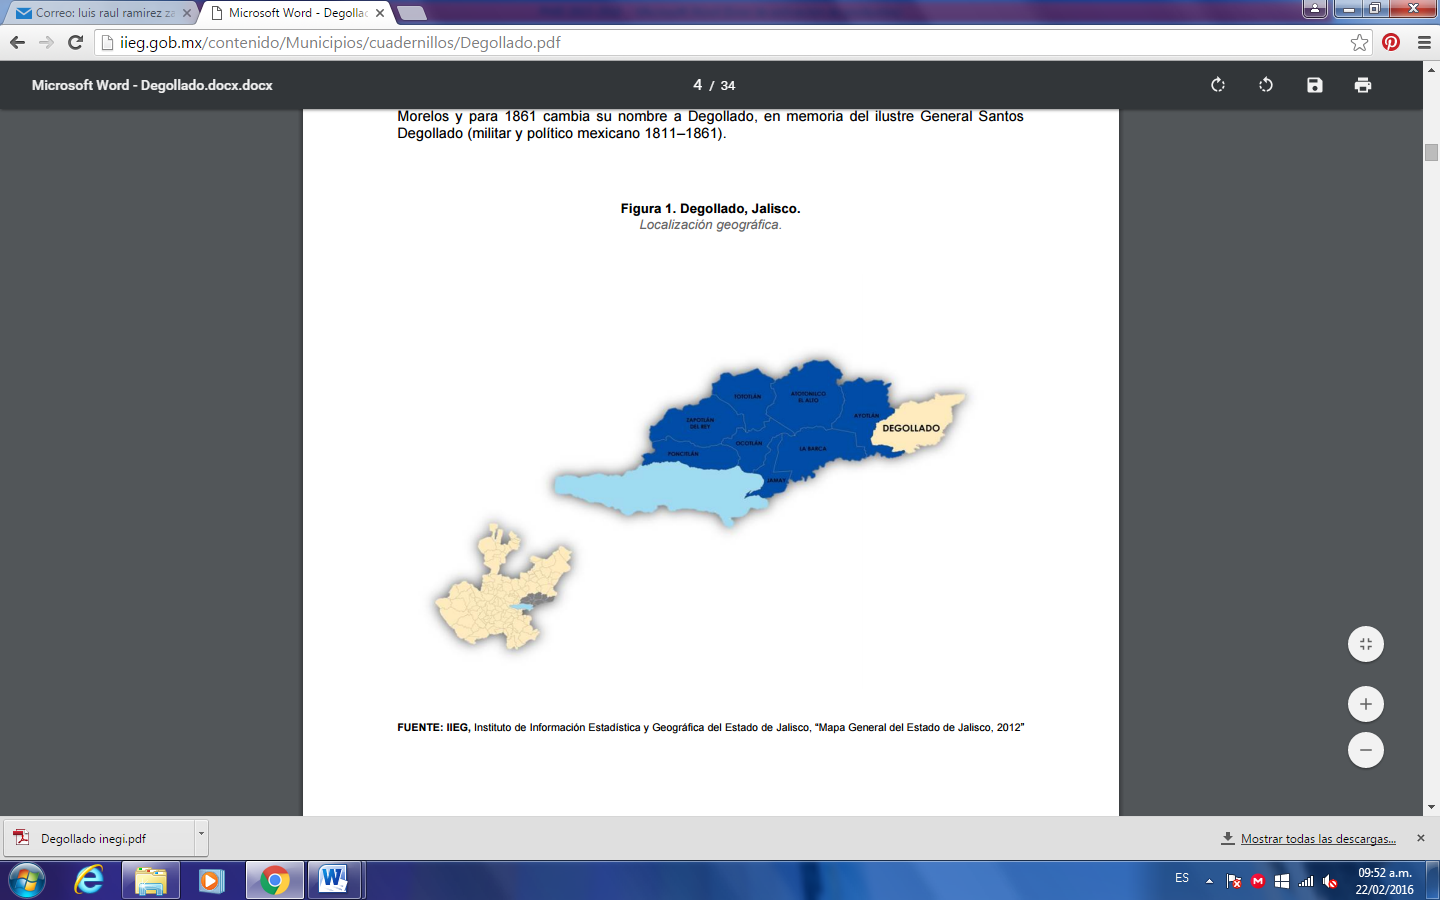 Correo: luis raul ramirez za
Microsoft Word - Degollad
iieg.gob.mx/contenido/Municipios/cuadernillos/Degollado.pdf
Microsoft Word - Degollado.docx.docx
4 / 34
Morelos y para 1861 cambia su nombre a Degollado, en memoria del ilustre General Santos
Degollado (militar y político mexicano 1811–1861).
Figura 1. Degollado, Jalisco.
Localización geográfica.
TOTOTLÁN
ATOTONILCO
EL ALTO
AYOTLÁN
ZAPOTLÁN
DEL REY
DEGOLLADO
OCOTLÁN
LA BARCA
PONCITLÁN
JAMAY
FUENTE: IIEG, Instituto de Información Estadística y Geográfica del Estado de Jalisco, “Mapa General del Estado de Jalisco, 2012”
Degollado inegi.pdf
Mostrar todas las descargas...
ES
09:52 a.m.
22/02/2016